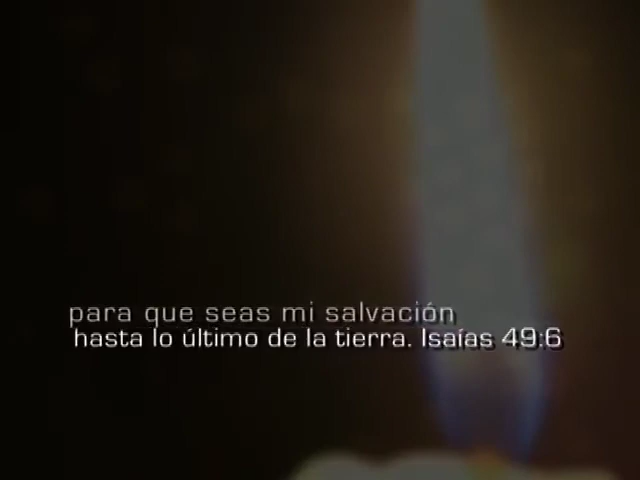 para que seas mi salvación
hasta lo último de la tierra. Isaías 49:6